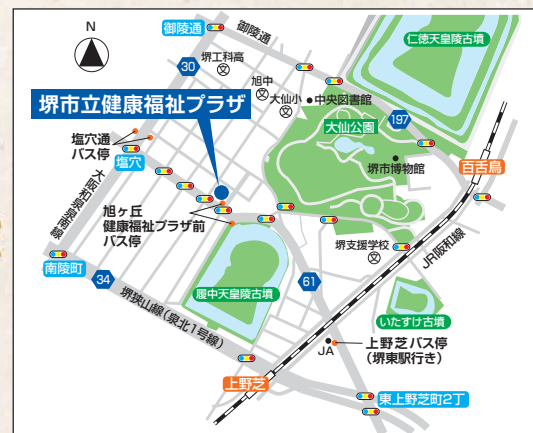 N
御陵通
御陵通
仁徳天皇陵古墳
30
堺工科高
文
旭中
文
大仙小
文
中央図書館
堺市立健康福祉プラザ
大仙公園
197
塩穴通
バス停
塩穴
堺市博物館
百舌鳥
大阪和泉泉南線
旭ヶ丘
健康福祉プラザ前
バス停
堺支援学校
文
JR阪和線
南陵町
34
履中天皇陵古墳
61
いたすけ古墳
堺狭山線(泉北1号線)
JA
上野芝バス停
(堺東駅行き)
上野芝
東上野芝町2丁